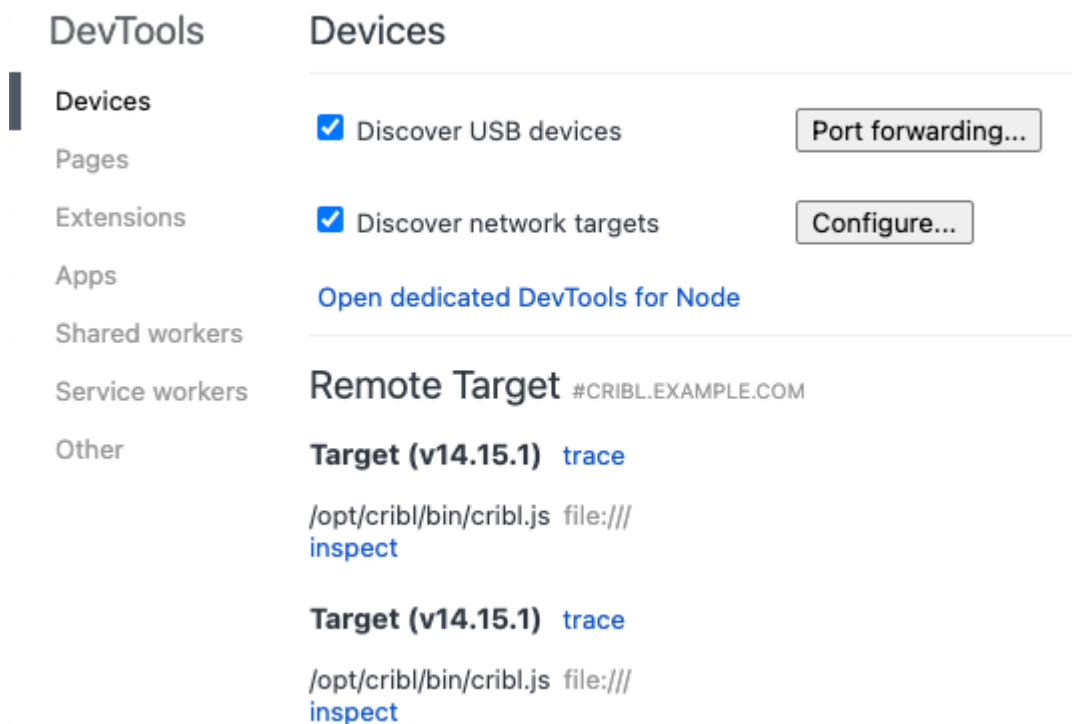 DevTools
Devices
Pages
Extensions
Apps
Shared workers
Service workers
Other
Devices
Discover USB devices
Port forwarding...
Discover network targets
Configure...
Open dedicated DevTools for Node
Remote Target #CRIBL.EXAMPLE.COM
Target (v14.15.1) trace
/opt/cribl/bin/cribl.js file:///
inspect
Target (v14.15.1) trace
/opt/cribl/bin/cribl.js file:///
inspect